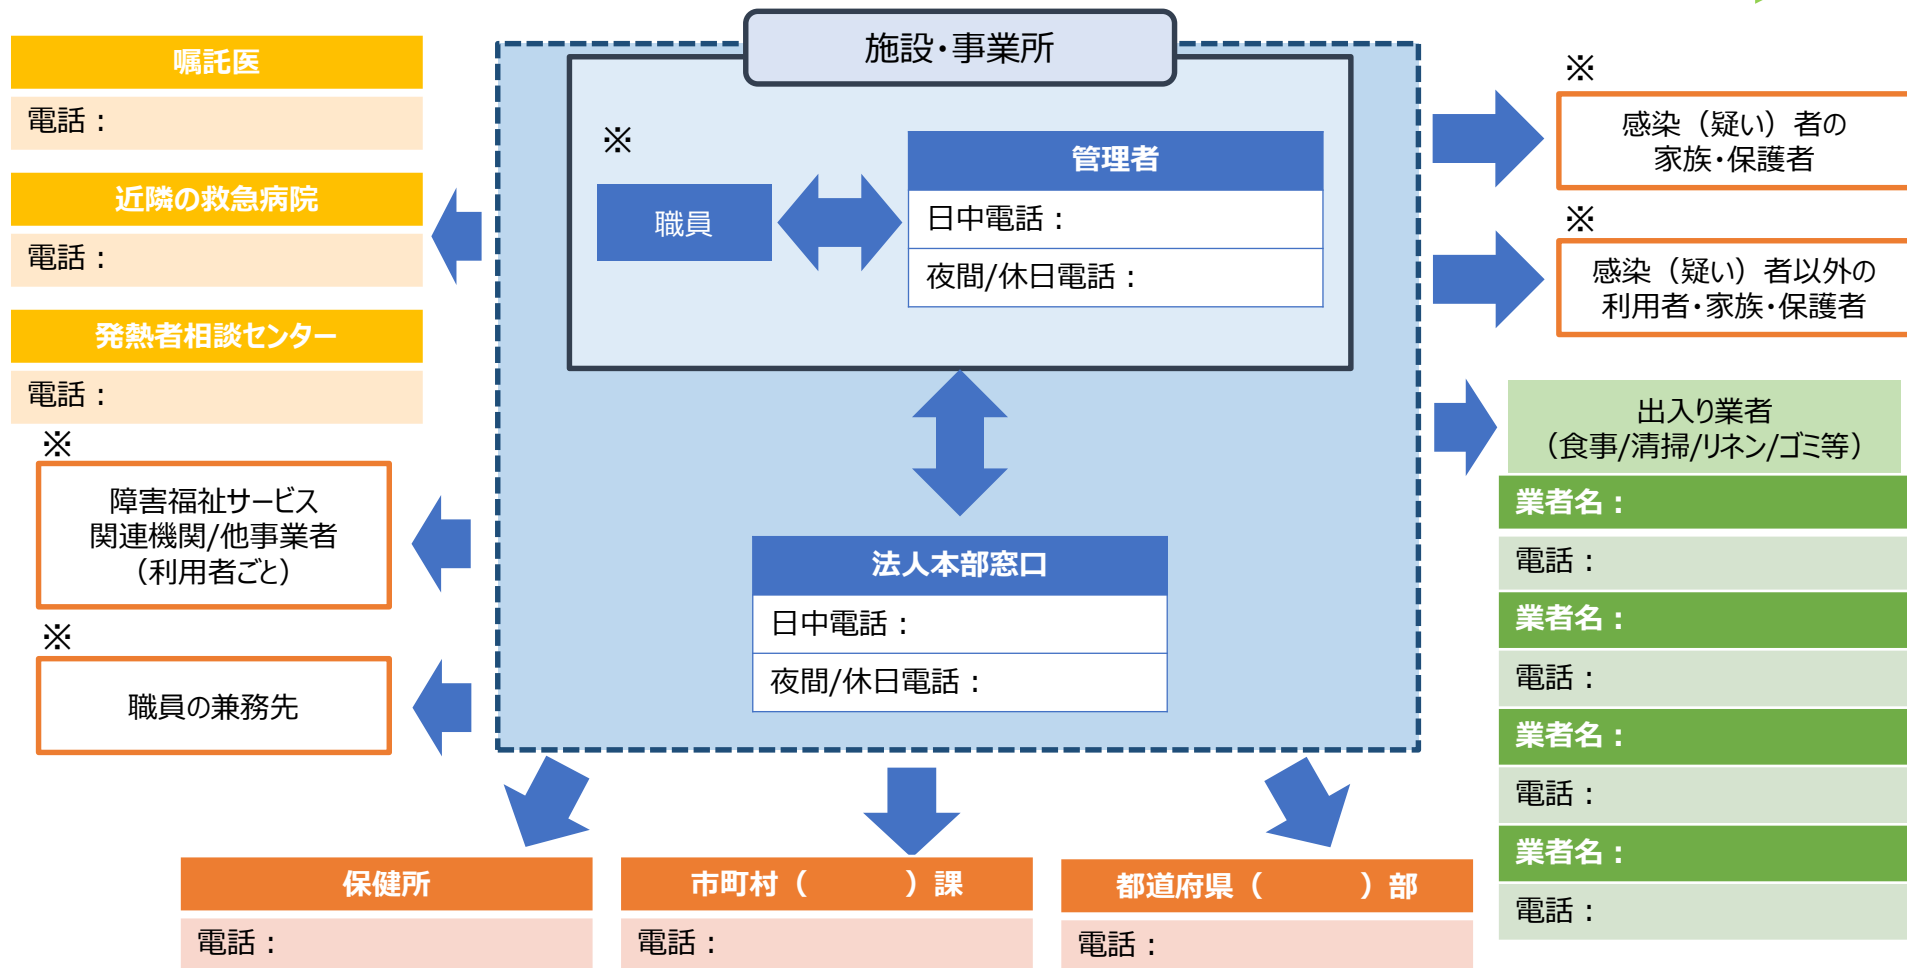 施設・事業所
嘱託医
電話：
近隣の救急病院
電話：
発熱者相談センター
電話：
※
障害福祉サービス
関連機関/他事業者
（利用者ごと）
※
職員の兼務先
※
職員
管理者
日中電話：
夜間/休日電話：
法人本部窓口
日中電話：
夜間/休日電話：
※
感染（疑い）者の
家族・保護者
※
感染（疑い）者以外の
利用者・家族・保護者
出入り業者
（食事/清掃/リネン/ゴミ等）
業者名：
電話：
業者名：
電話：
業者名：
電話：
業者名：
電話：
保健所
電話：
市町村（　　　）課
電話：
都道府県（　　　）部
電話：